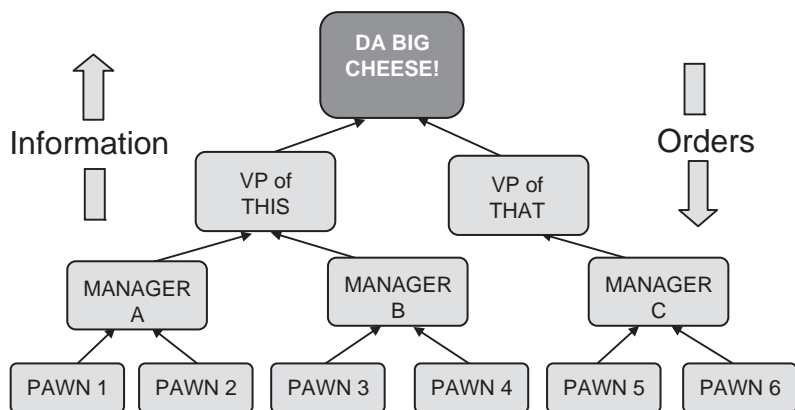 DA BIG
CHEESE!
Information
Orders
VP of
THIS
VP of
THAT
MANAGER
A
MANAGER
B
MANAGER
C
PAWN 1
PAWN 2
PAWN 3
PAWN 4
PAWN 5
PAWN 6